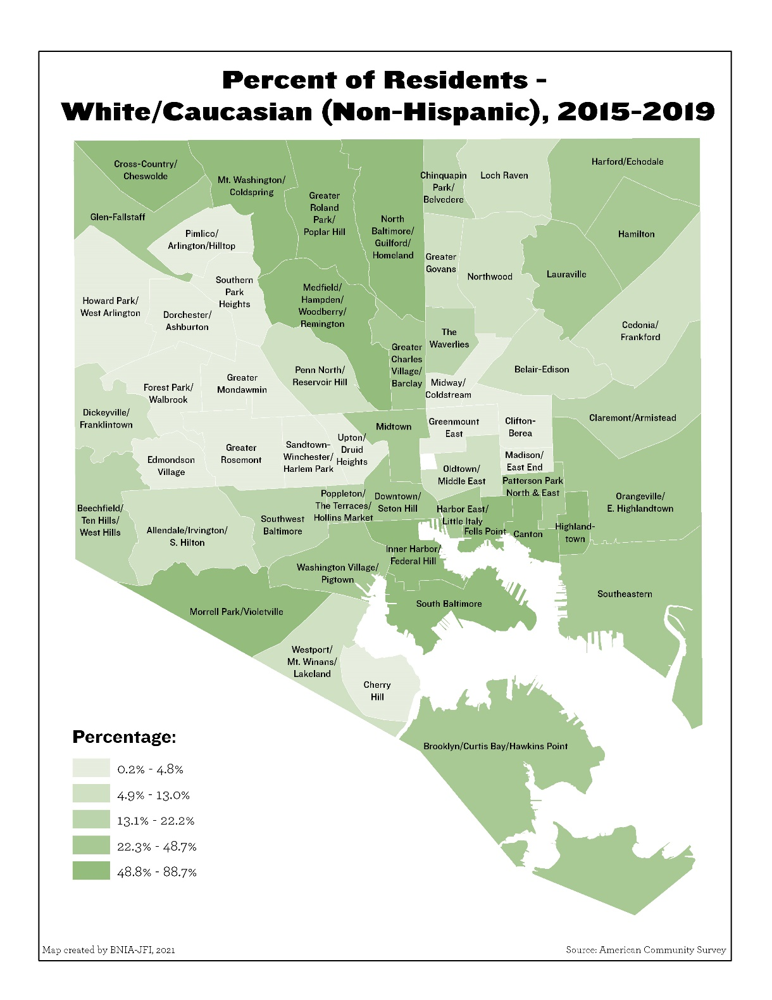 Percent of Residents -
White/Caucasian (Non-Hispanic), 2015-2019
Cross-Country/
Cheswolde
Mt. Washington/
Coldspring
Greater
Roland
Park/
Poplar Hill
North
Baltimore/
Guilford/
Homeland
Chinquapin
Park/
Belvedere
Loch Raven
Harford/Echodale
Glen-Fallstaff
Pimlico/
Arlington/Hilltop
Hamilton
Greater
Govans
Northwood
Lauraville
Howard Park/
West Arlington
Southern
Park
Heights
Dorchester/
Ashburton
Medfield/
Hampden/
Woodberry/
Remington
Cedonia/
Frankford
The
Waverlies
Greater
Charles
Village/
Barclay
Penn North/
Reservoir Hill
Belair-Edison
Midway/
Coldstream
Greater
Mondawmin
Forest Park/
Walbrook
Dickeyville/
Franklintown
Midtown
Greenmount
East
Clifton-
Berea
Claremont/Armistead
Edmondson
Village
Greater
Rosemont
Sandtown-
Winchester/
Harlem Park
Upton/
Druid
Heights
Oldtown/
Middle East
Madison/
East End
Patterson Park
North & East
Orangeville/
E. Highlandtown
Beechfield/
Ten Hills/
West Hills
Allendale/Irvington/
S. Hilton
Southwest
Baltimore
Poppleton/
The Terraces/
Hollins Market
Downtown/
Seton Hill
Harbor East/
Little Italy
Fells Point
Canton
Highland-
town
Inner Harbor/
Federal Hill
Washington Village/
Pigtown
South Baltimore
Southeastern
Morrell Park/Violetville
Westport/
Mt. Winans/
Lakeland
Cherry
Hill
Brooklyn/Curtis Bay/Hawkins Point
Percentage:
0.2% - 4.8%
4.9% - 13.0%
13.1% - 22.2%
22.3% - 48.7%
48.8% - 88.7%
Map created by BNIA-JFI, 2021
Source: American Community Survey